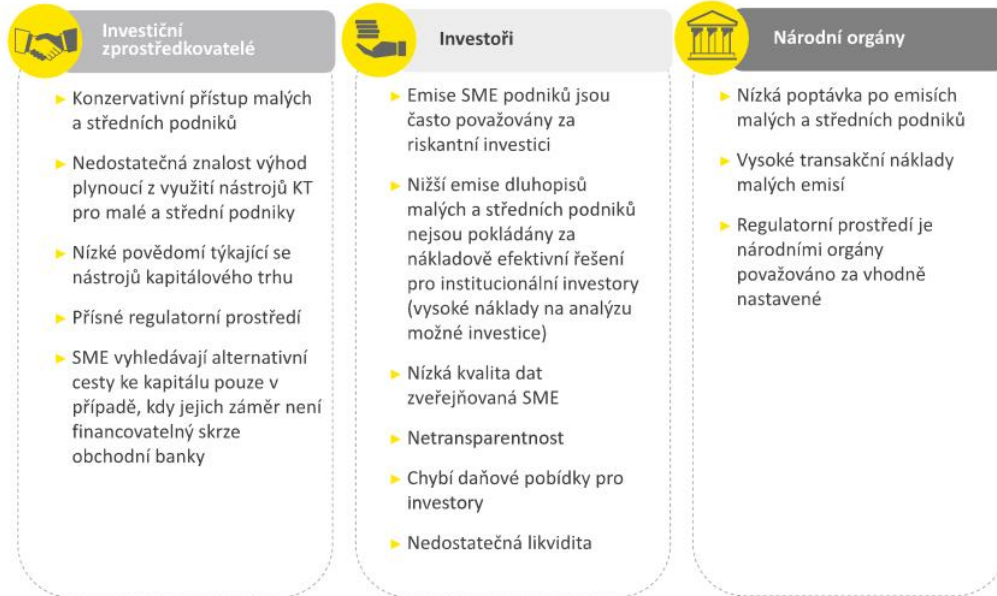 Investiční
zprostředkovatelé
Konzervativní přístup malých
a středních podniků
Nedostatečná znalost výhod
plynoucí z využití nástrojů KT
pro malé a střední podniky
Nízké povědomí týkající se
nástrojů kapitálového trhu
Přísné regulatorní prostředí
SME vyhledávají alternativní
cesty ke kapitálu pouze v
případě, kdy jejich záměr není
financovatelný skrze
obchodní banky
Investoři
Emise SME podniků jsou
často považovány za
riskantní investici
Nižší emise dluhopisů
malých a středních podniků
nejsou pokládány za
nákladově efektivní řešení
pro institucionální investory
(vysoké náklady na analýzu
možné investice)
Nízká kvalita dat
zveřejňovaná SME
Netransparentnost
Chybí daňové pobídky pro
investory
Nedostatečná likvidita
Národní orgány
Nízká poptávka po emisích
malých a středních podniků
Vysoké transakční náklady
malých emisí
Regulatorní prostředí je
národními orgány
považováno za vhodně
nastavené